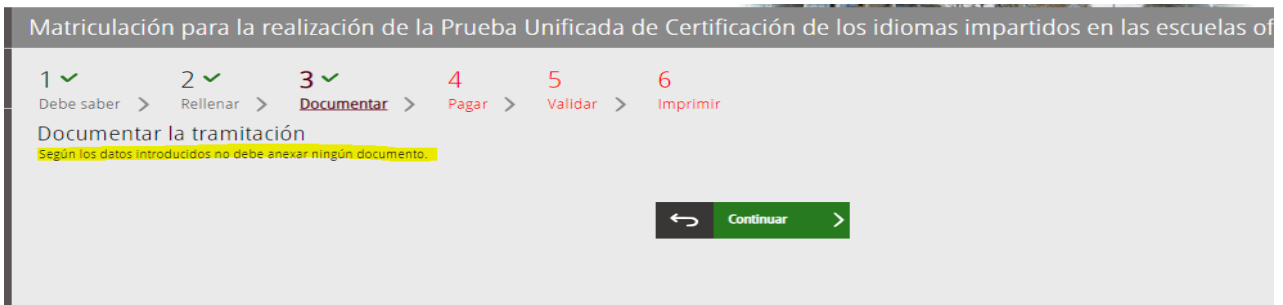 Matriculación para la realización de la Prueba Unificada de Certificación de los idiomas impartidos en las escuelas of
1 2 3 4 5 6
Debe saber > Rellenar > Documentar > Pagar > Validar > Imprimir
Documentar la tramitación
Según los datos introducidos no debe anexar ningún documento.
Continuar